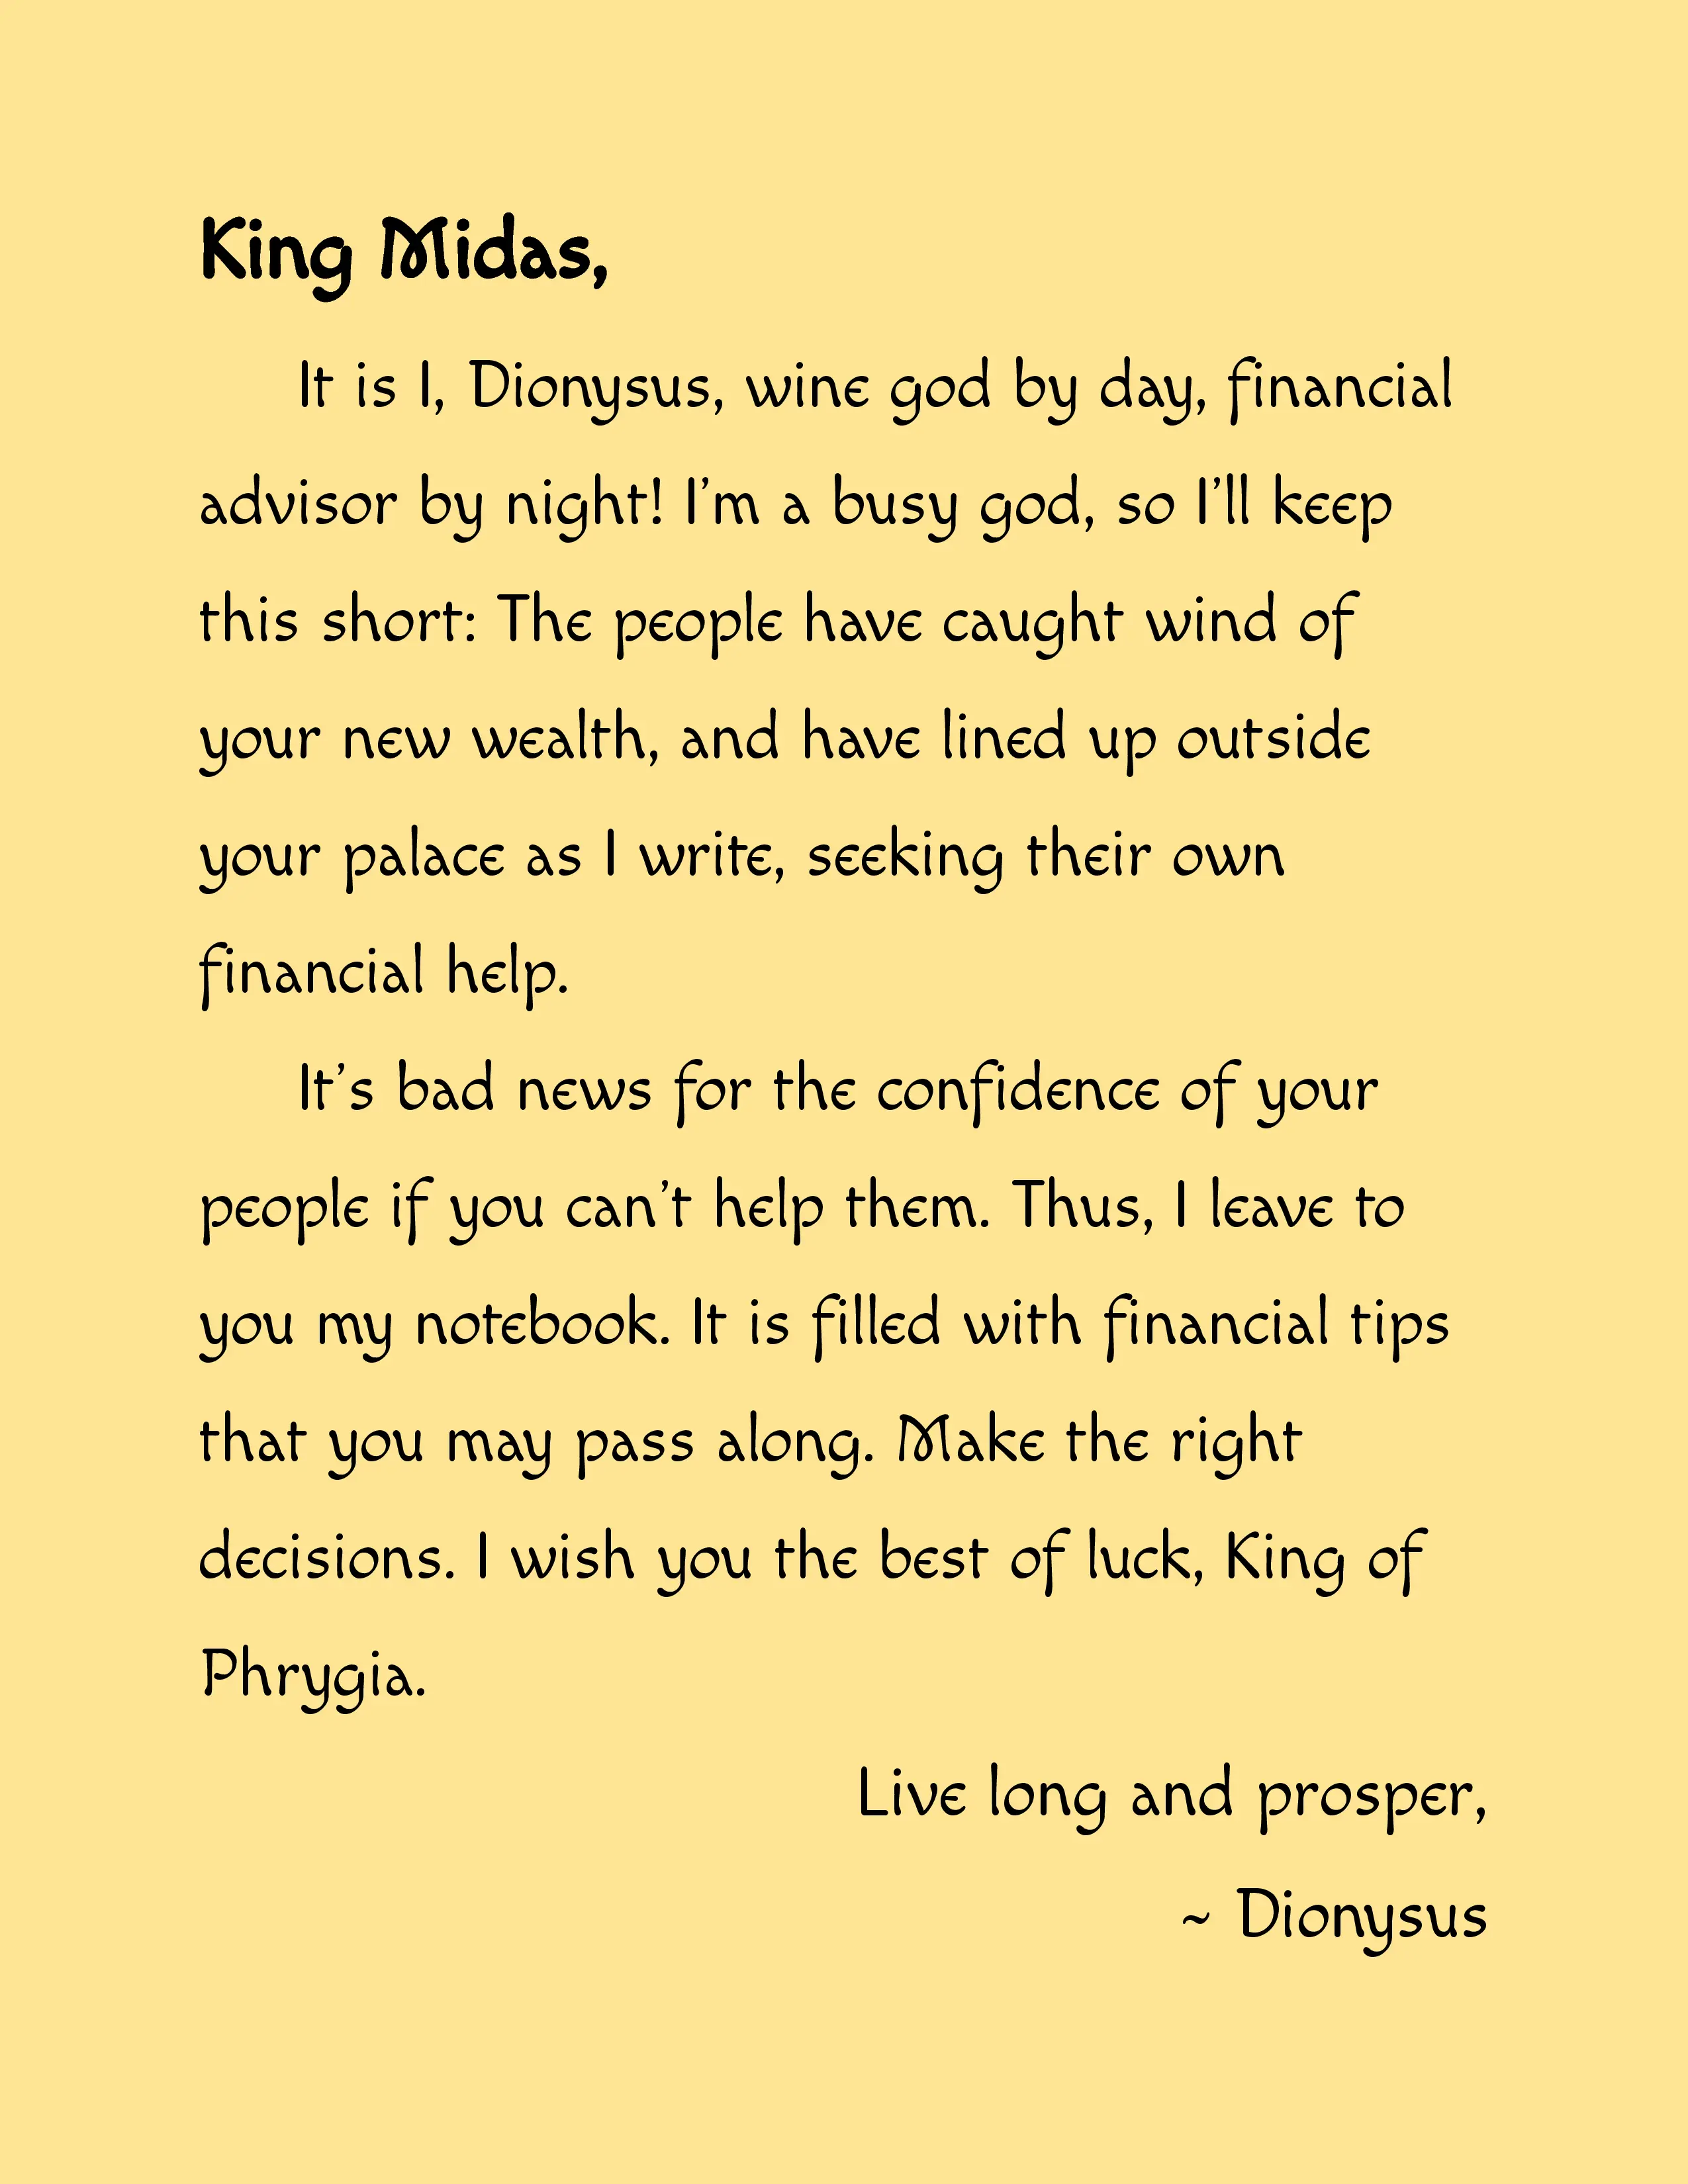 King Midas,
It is I, Dionysus, wine god by day, financial
advisor by night! I’m a busy god, so I’ll keep
this short: The people have caught wind of
your new wealth, and have lined up outside
your palace as I write, seeking their own
financial help.
It’s bad news for the confidence of your
people if you can’t help them. Thus, I leave to
you my notebook. It is filled with financial tips
that you may pass along. Make the right
decisions. I wish you the best of luck, King of
Phrygia.
Live long and prosper,
~ Dionysus